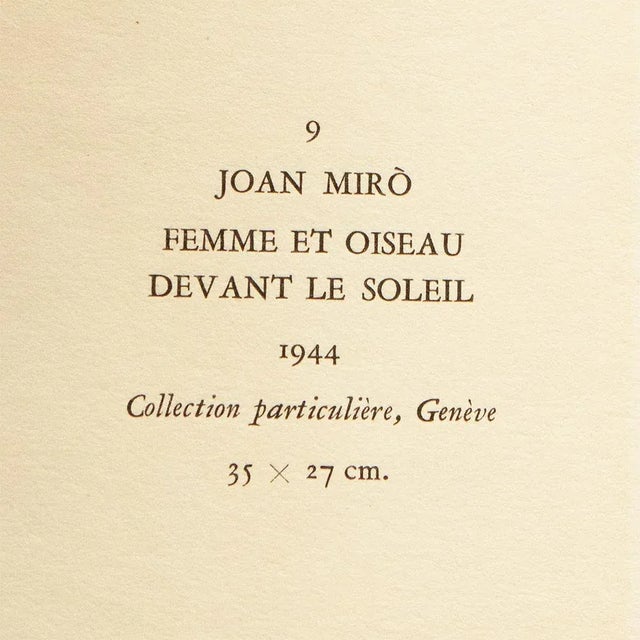 9
JOAN MIRÒ
FEMME ET OISEAU
DEVANT LE SOLEIL
1944
Collection particulière, Genève
35 × 27 cm.